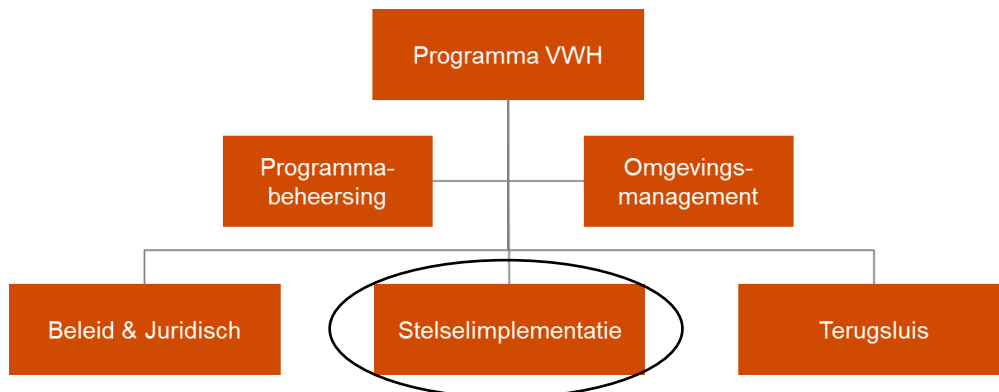 Programma VWH
Programma-
beheersing
Omgevings-
management
Beleid & Juridisch
Stelselimplementatie
Terugsluis